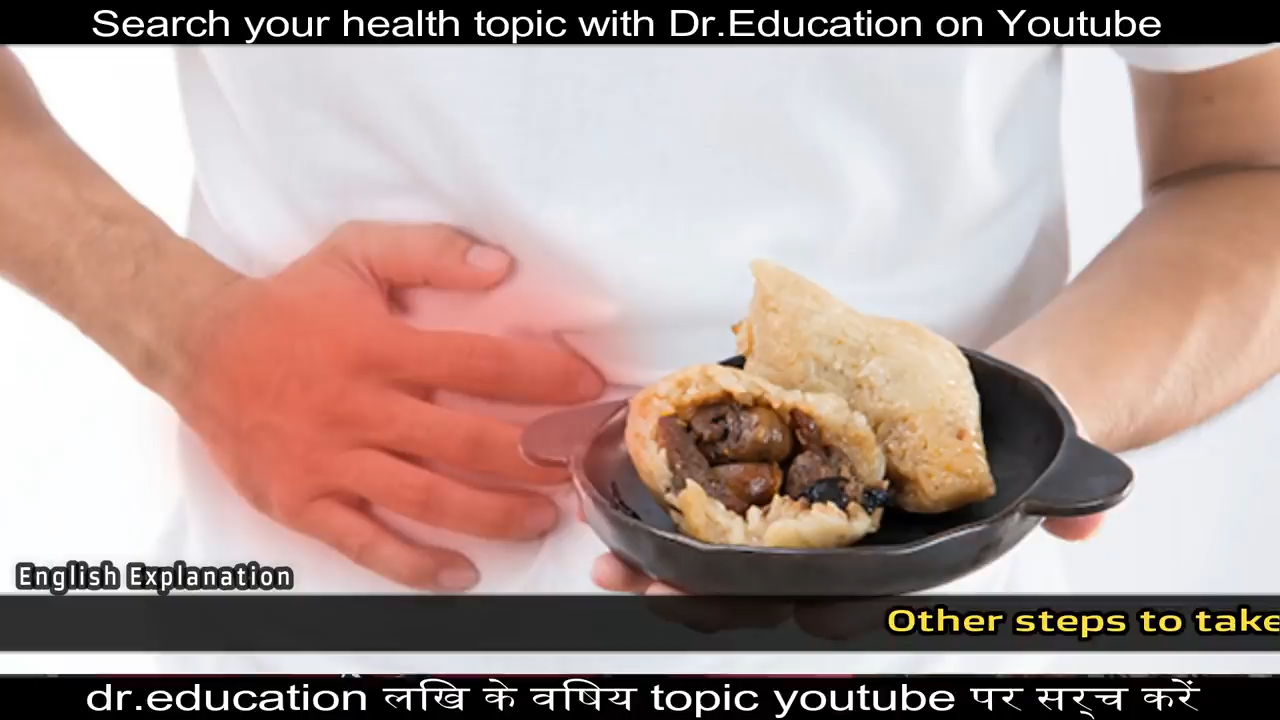 Search your health topic with Dr.Education on Youtube
English Explanation
Other steps to take
dr.education लखि के वषिय topic youtube पर सर्च करें